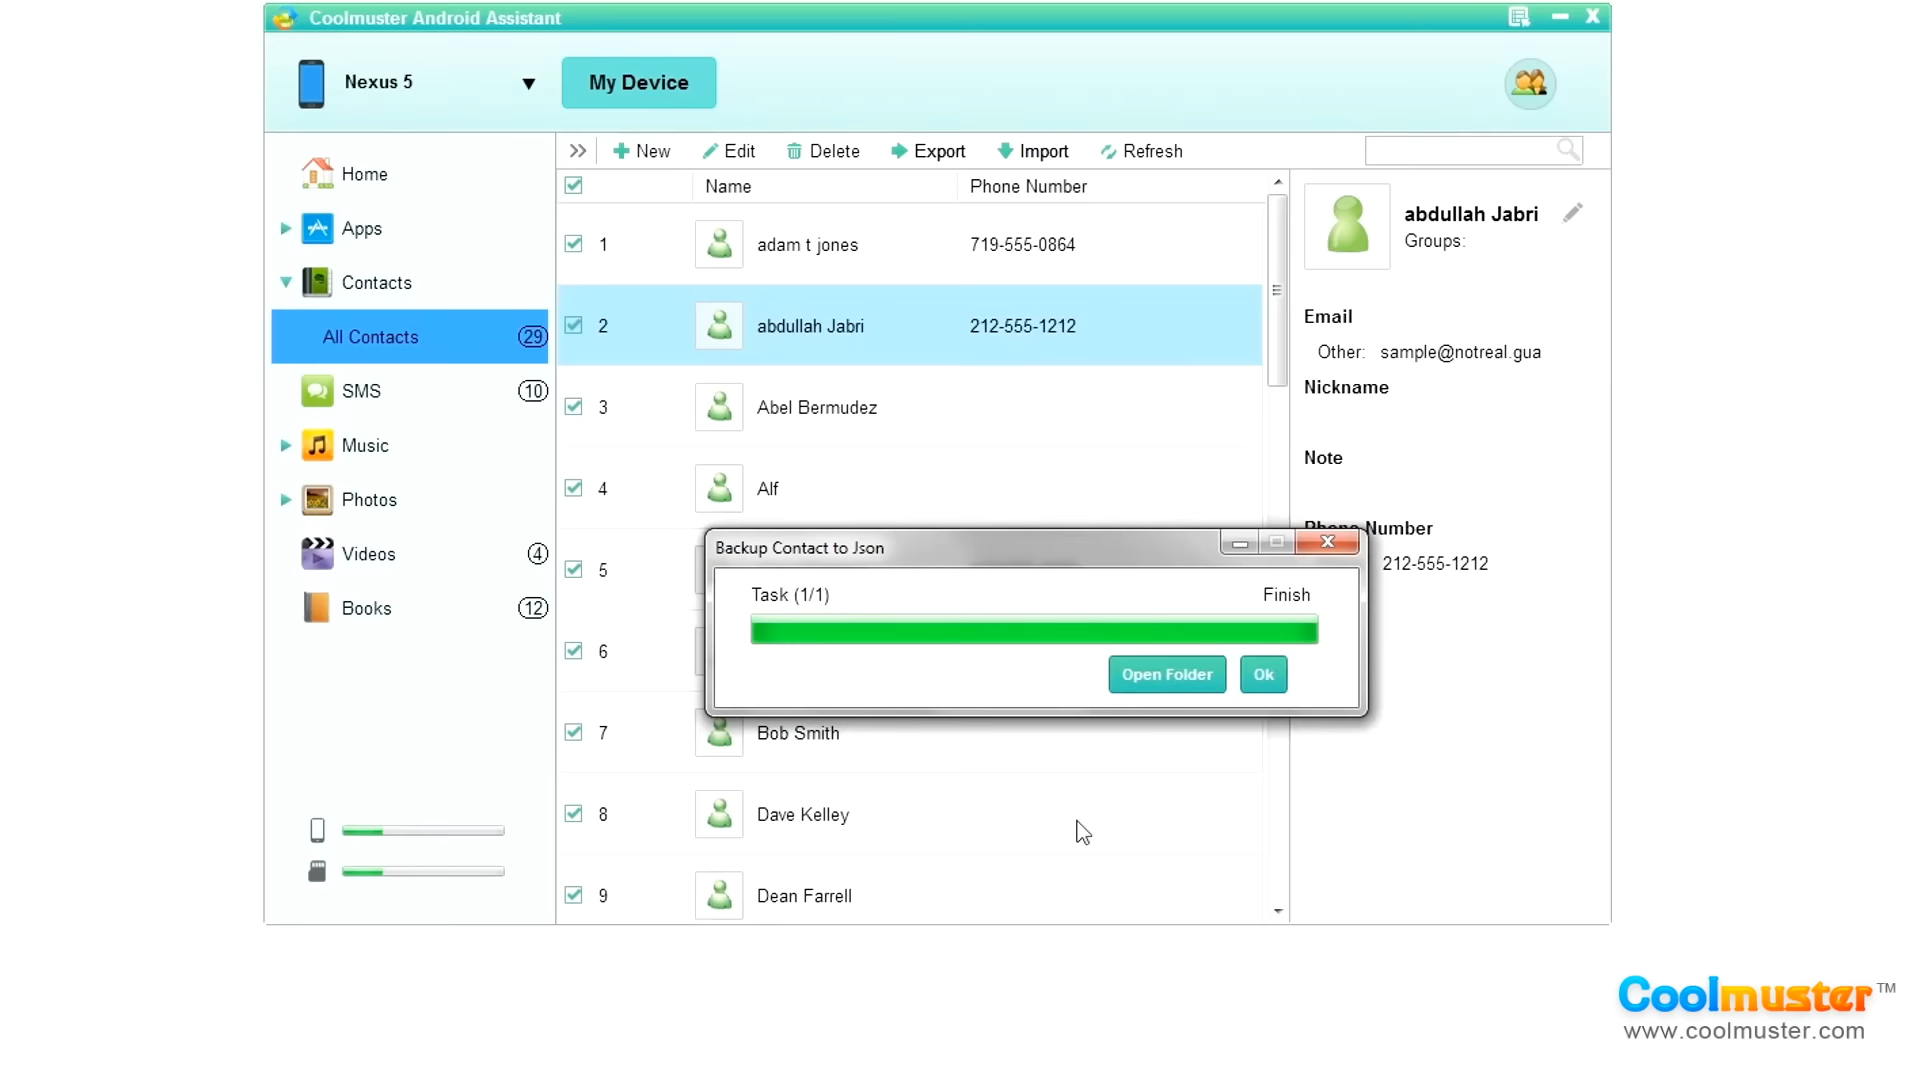 Coolmuster Android Assistant
Nexus 5
My Device
New Edit Delete Export Import Refresh
Home
Apps
Contacts
All Contacts 29
SMS 10
Music
Photos
Videos 4
Books 12
Name Phone Number
1 adam t jones 719-555-0864
2 abdullah Jabri 212-555-1212
3 Abel Bermudez
4 Alf
5
6
7 Bob Smith
8 Dave Kelley
9 Dean Farrell
abdullah Jabri
Groups:
Email
Other: sample@notreal.gua
Nickname
Note
Phone Number
212-555-1212
Backup Contact to Json
Task (1/1) Finish
Open Folder Ok
Coolmuster™
www.coolmuster.com